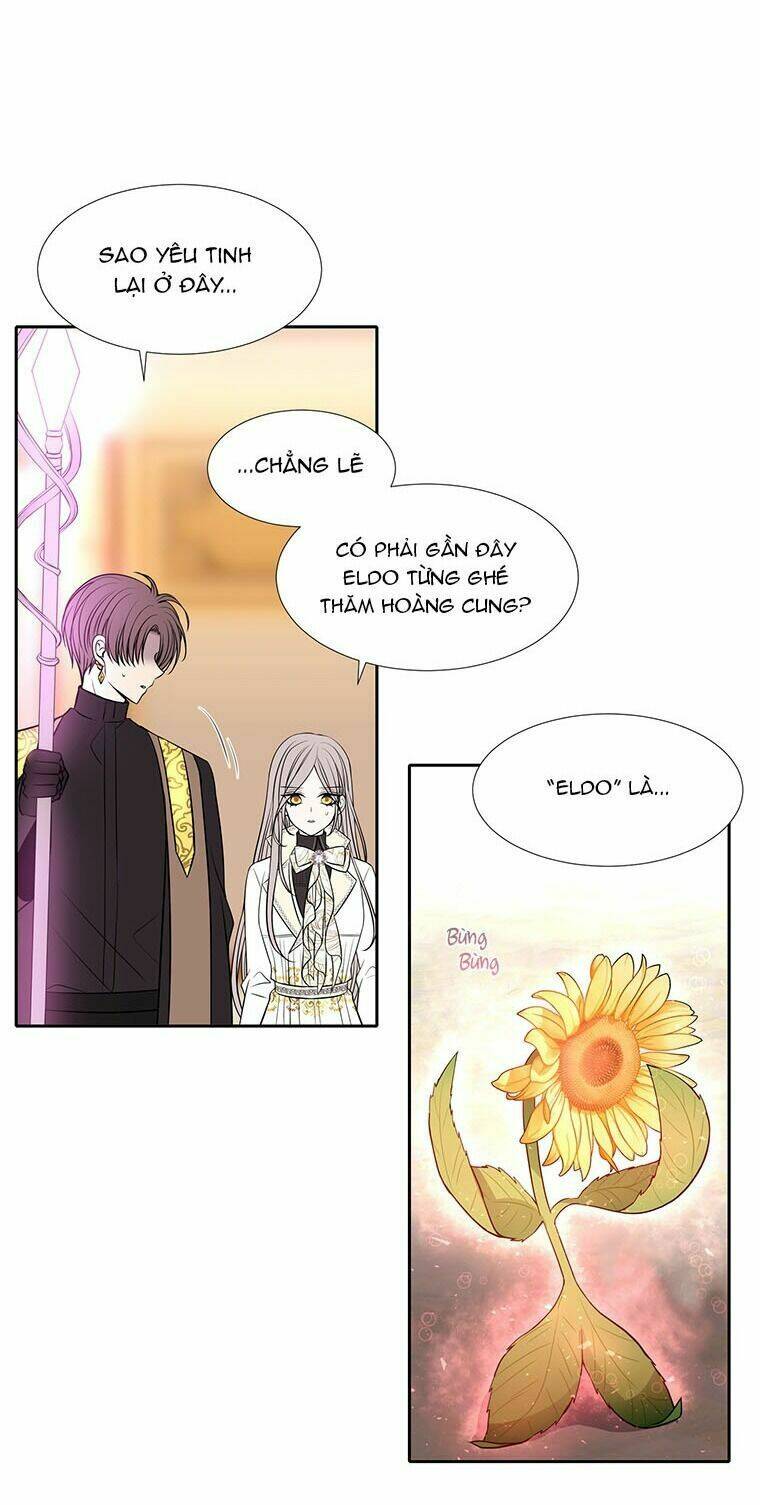 SAO YÊU TINH
LẠI Ở ĐÂY...
...CHẲNG LẼ
CÓ PHẢI GẦN ĐÂY
ELDO TỪNG GHÉ
THĂM HOÀNG CUNG?
"ELDO" LÀ...
Bừng
Bừng